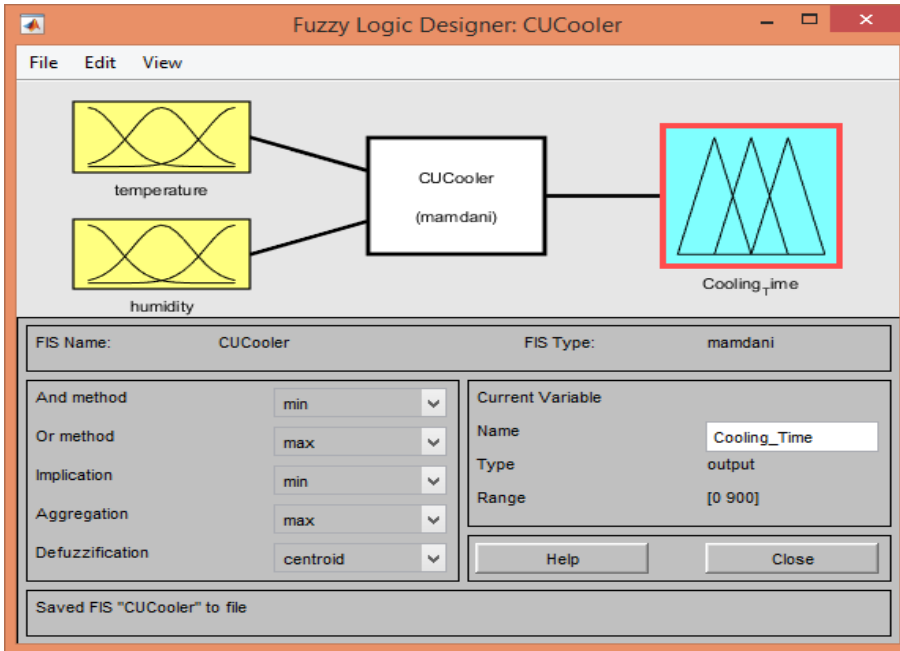 Fuzzy Logic Designer: CUCooler
File Edit View
temperature
humidity
CUCooler
(mamdani)
Cooling_Time
FIS Name: CUCooler FIS Type: mamdani
And method min
Or method max
Implication min
Aggregation max
Defuzzification centroid
Current Variable
Name Cooling_Time
Type output
Range [0 900]
Help Close
Saved FIS "CUCooler" to file